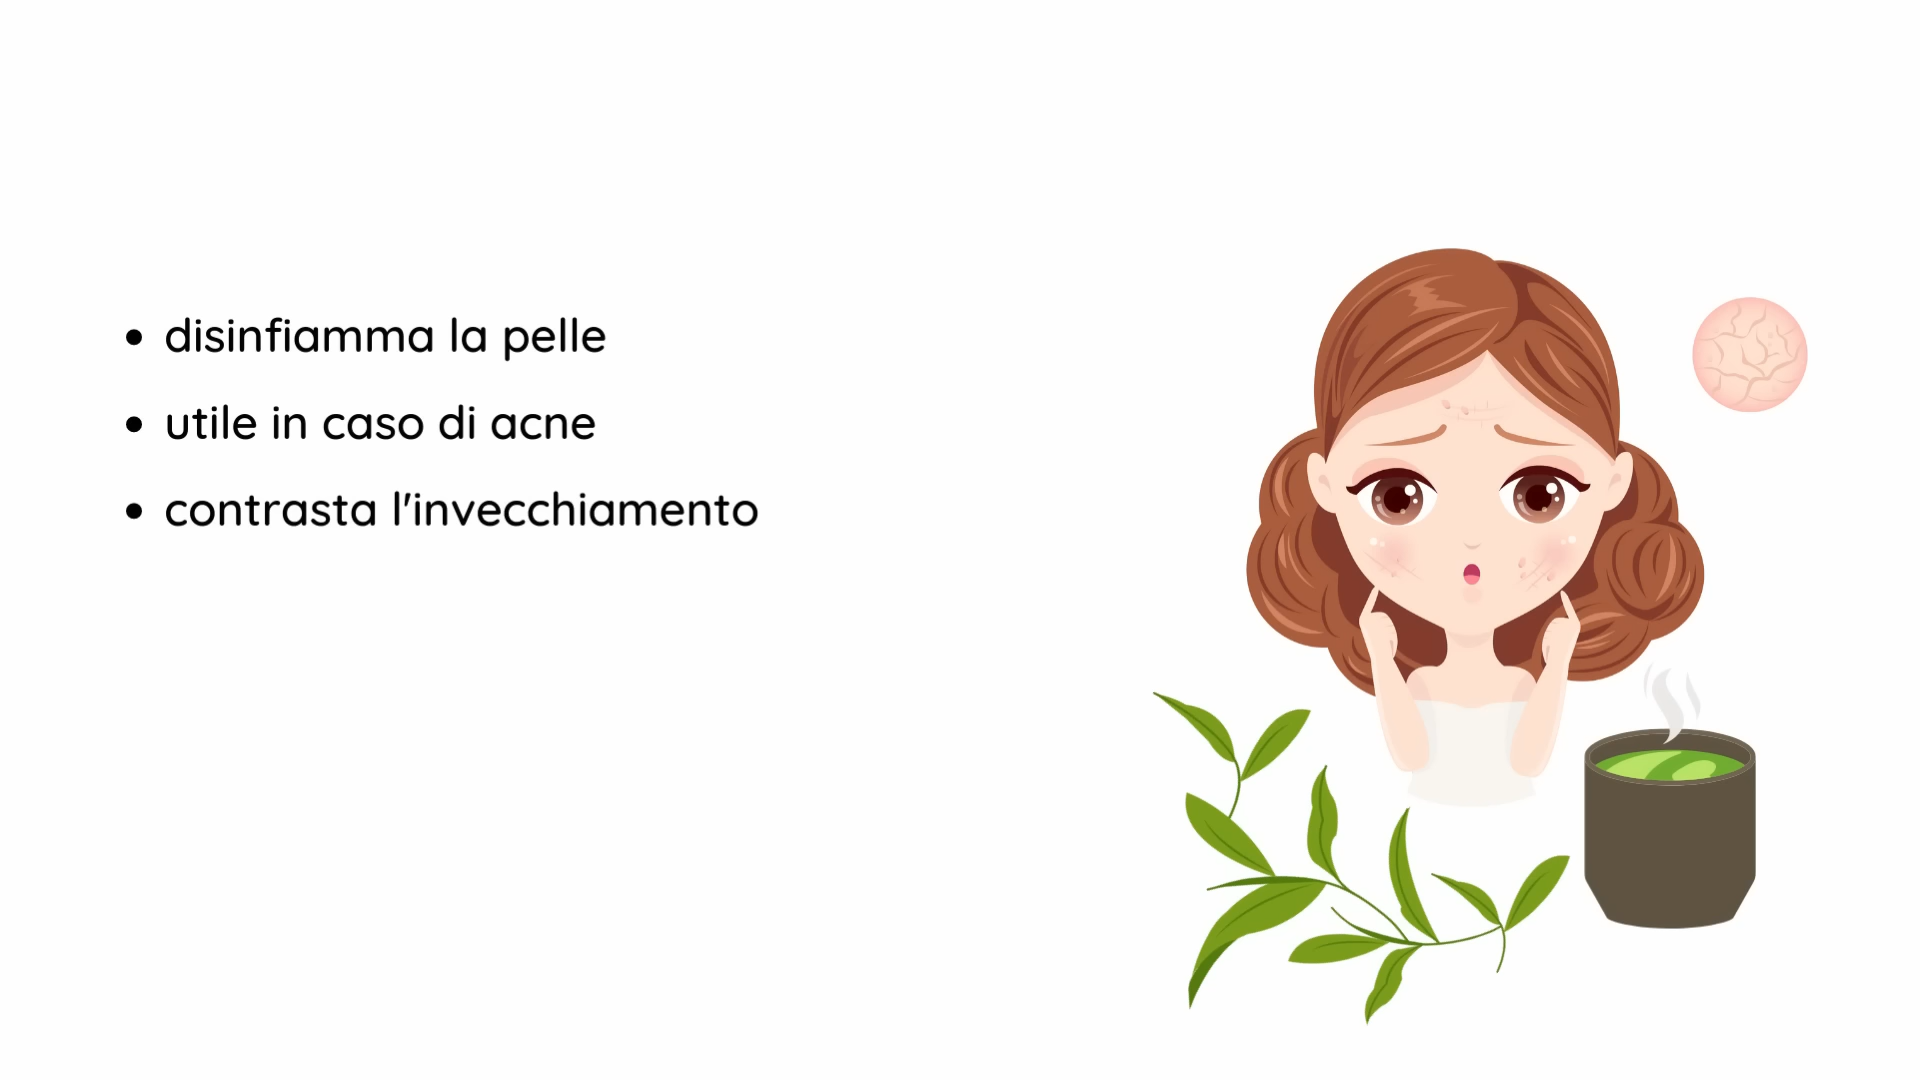 • disinfiamma la pelle
• utile in caso di acne
• contrasta l'invecchiamento